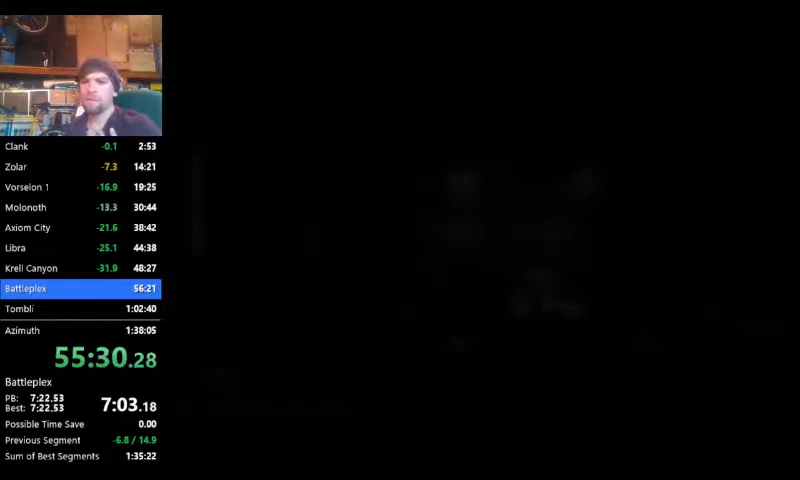 Clank -0.1 2:53
Zolar -7.3 14:21
Vorselon 1 -16.9 19:25
Molonoth -13.3 30:44
Axiom City -21.6 38:42
Libra -25.1 44:38
Krell Canyon -31.9 48:27
Battleplex 56:21
Tombli 1:02:40
Azimuth 1:38:05
55:30.28
Battleplex
PB: 7:22.53
Best: 7:22.53 7:03.18
Possible Time Save 0.00
Previous Segment -6.8 / 14.9
Sum of Best Segments 1:35:22